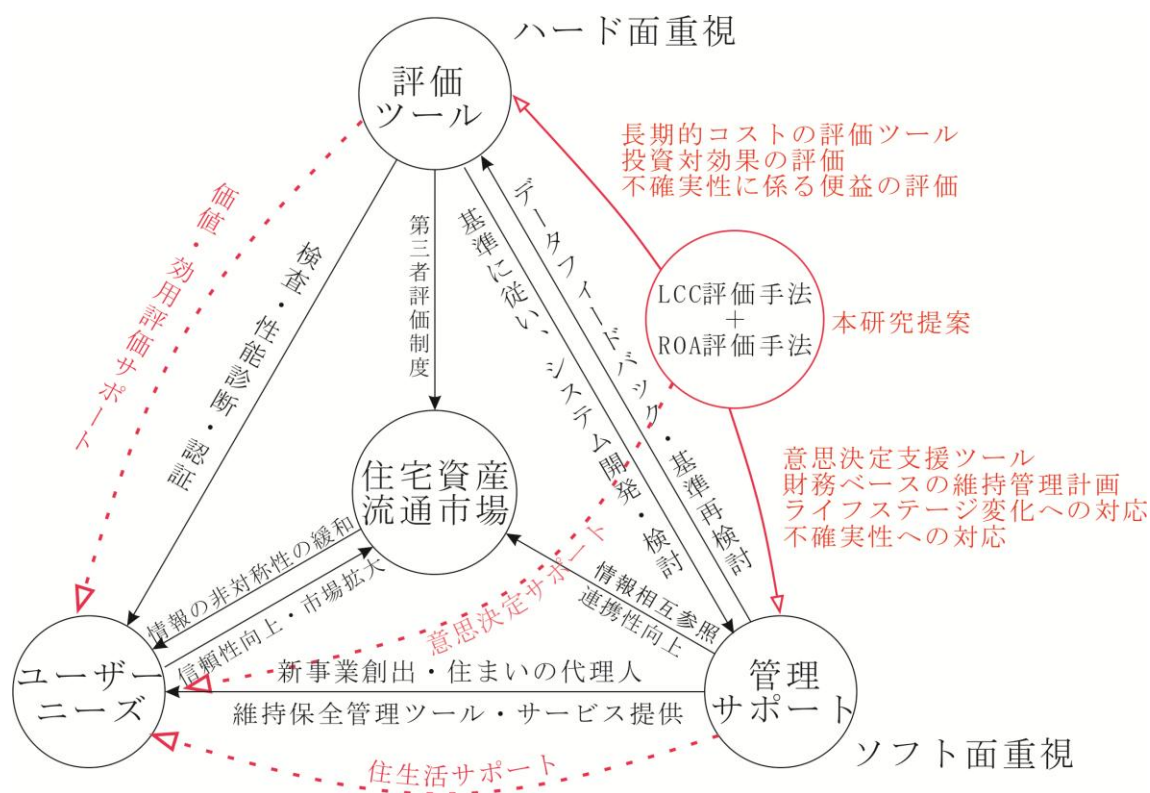 ハード面重視
評価
ツール
長期的コストの評価ツール
投資対効果の評価
不確実性に係る便益の評価
価値・効用評価サポート
検査・性能診断・認証
第三者評価制度
基準に従い、システム開発・検討
データフィードバック・基準再検討
LCC評価手法
+
ROA評価手法
本研究提案
住宅資産
流通市場
意思決定支援ツール
財務ベースの維持管理計画
ライフステージ変化への対応
不確実性への対応
情報の非対称性の緩和
信頼性向上・市場拡大
意思決定サポート
情報相互参照
連携性向上
ユーザー
ニーズ
新事業創出・住まいの代理人
維持保全管理ツール・サービス提供
管理
サポート
住生活サポート
ソフト面重視